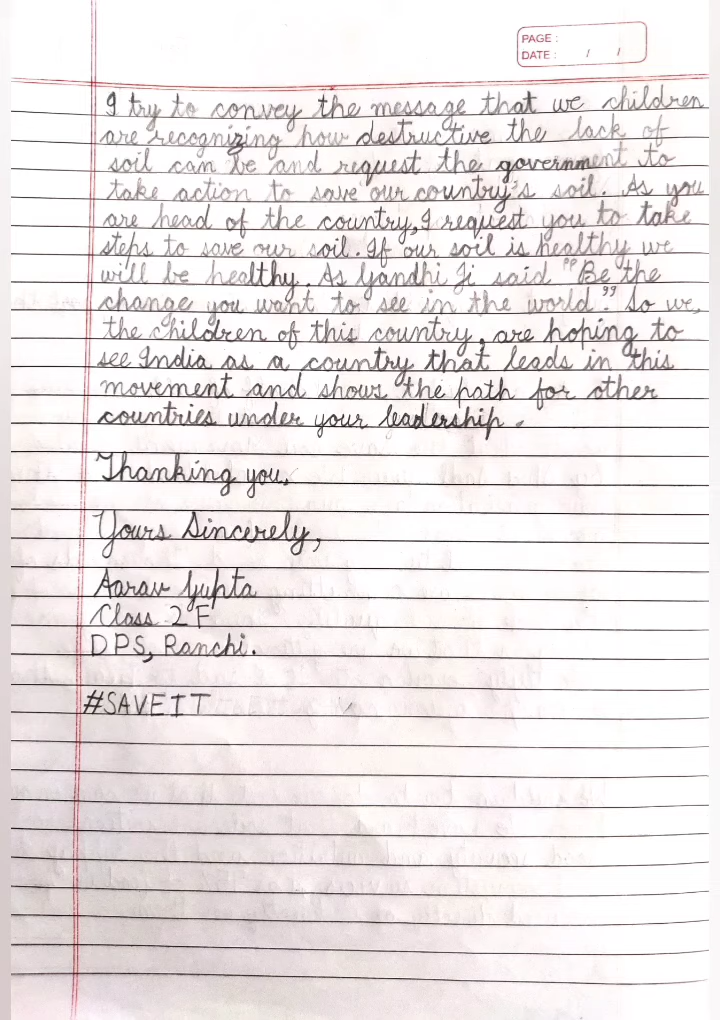 PAGE :
DATE : / /
I try to convey the message that we children
are recognizing how destructive the lack of
soil can be and request the government to
take action to save our country's soil. As you
are head of the country, I request you to take
steps to save our soil. If our soil is healthy we
will be healthy. As Gandhi Ji said "Be the
change you want to see in the world." So we,
the children of this country, are hoping to
see India as a country that leads in this
movement and shows the path for other
countries under your leadership.
Thanking you,
Yours Sincerely,
Aarav Gupta
Class 2 F
DPS, Ranchi.
#SAVEIT